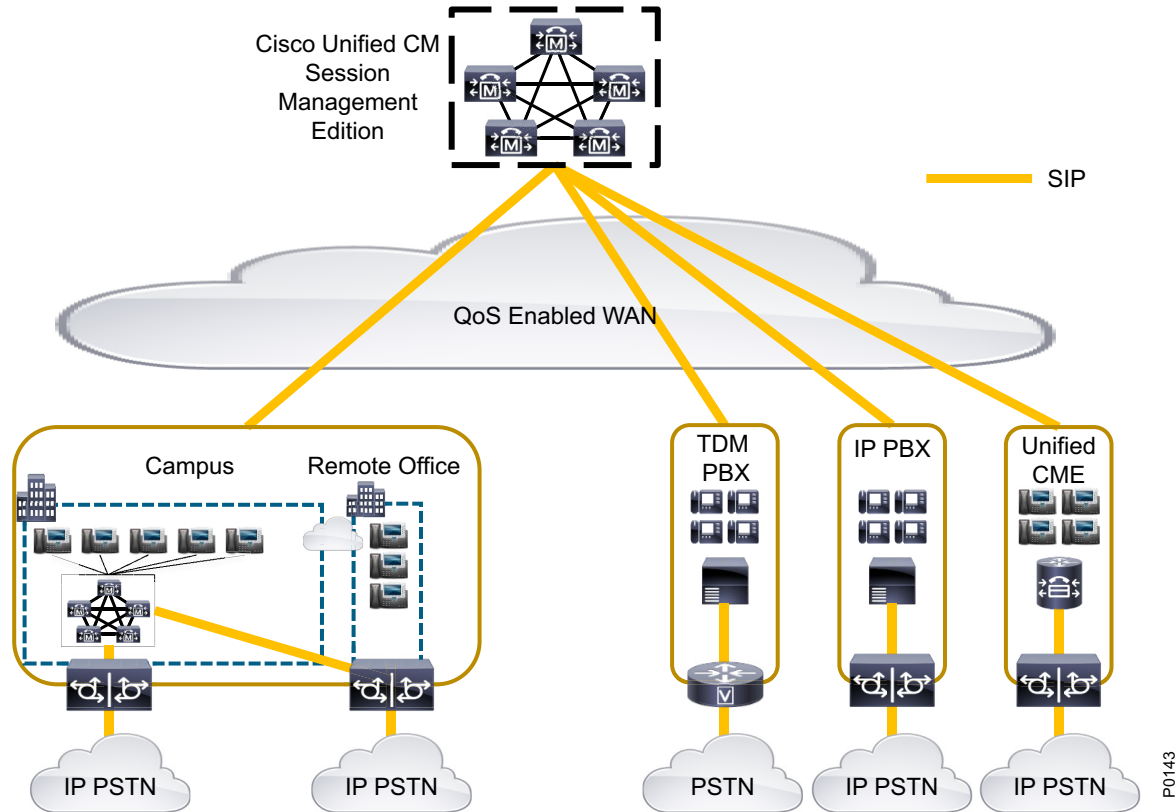 Cisco Unified CM
Session
Management
Edition
M
M
M
M
M
SIP
QoS Enabled WAN
Campus
Remote Office
TDM
PBX
IP PBX
Unified
CME
M
M
M
M
M
V
IP PSTN
IP PSTN
PSTN
IP PSTN
IP PSTN
P0143